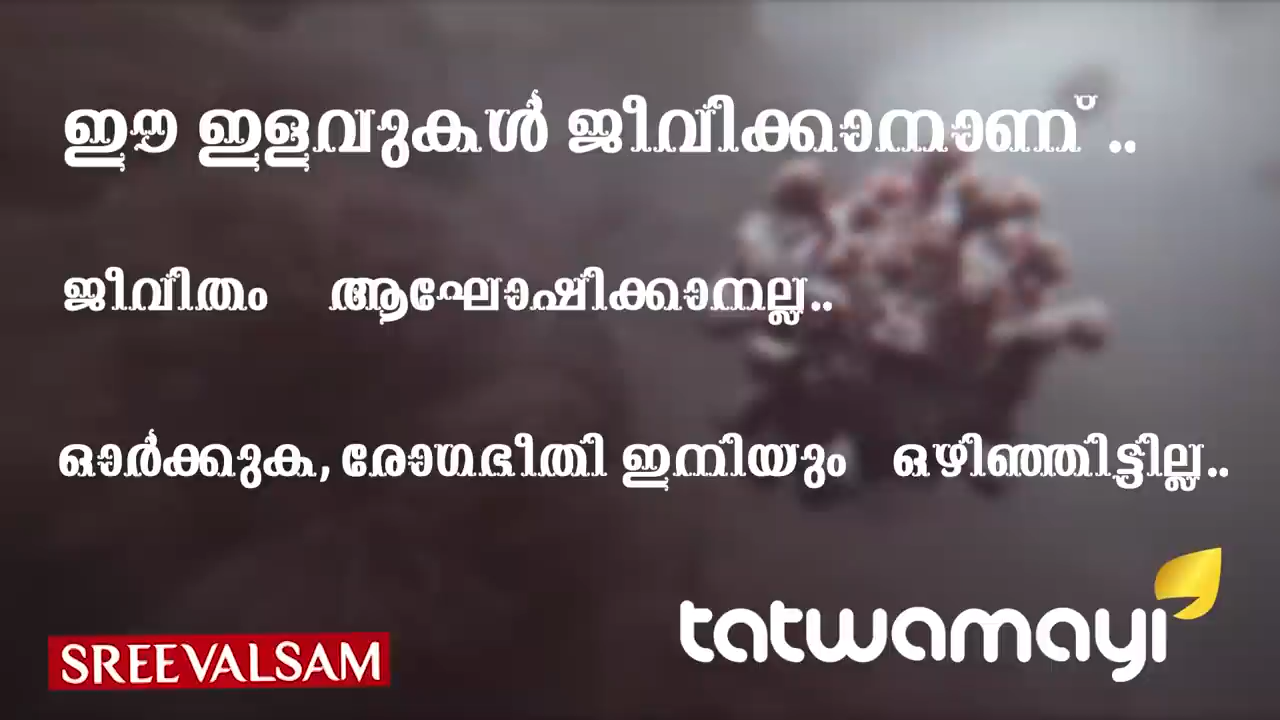 ഈ ഇളവുകൾ ജീവിക്കാനാണ് ..
ജീവിതം ആഘോഷിക്കാനല്ല..
ഓർക്കുക, രോഗഭീതി ഇനിയും ഒഴിഞ്ഞിട്ടില്ല..
tatwamayi
SREEVALSAM